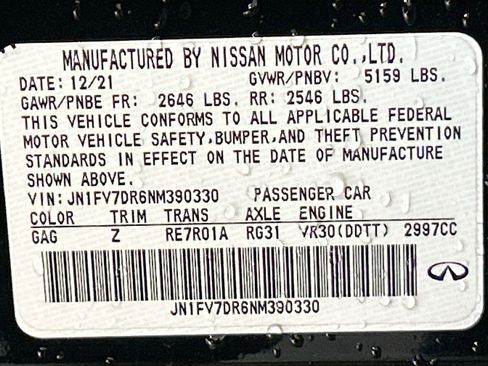 MANUFACTURED BY NISSAN MOTOR CO.,LTD.
DATE: 12/21 GVWR/PNBV: 5159 LBS.
GAWR/PNBE FR: 2646 LBS. RR: 2546 LBS.
THIS VEHICLE CONFORMS TO ALL APPLICABLE FEDERAL
MOTOR VEHICLE SAFETY,BUMPER,AND THEFT PREVENTION
STANDARDS IN EFFECT ON THE DATE OF MANUFACTURE
SHOWN ABOVE.
VIN: JN1FV7DR6NM390330 PASSENGER CAR
COLOR TRIM TRANS AXLE ENGINE
GAG Z RE7R01A RG31 VR30(DDTT) 2997CC
JN1FV7DR6NM390330